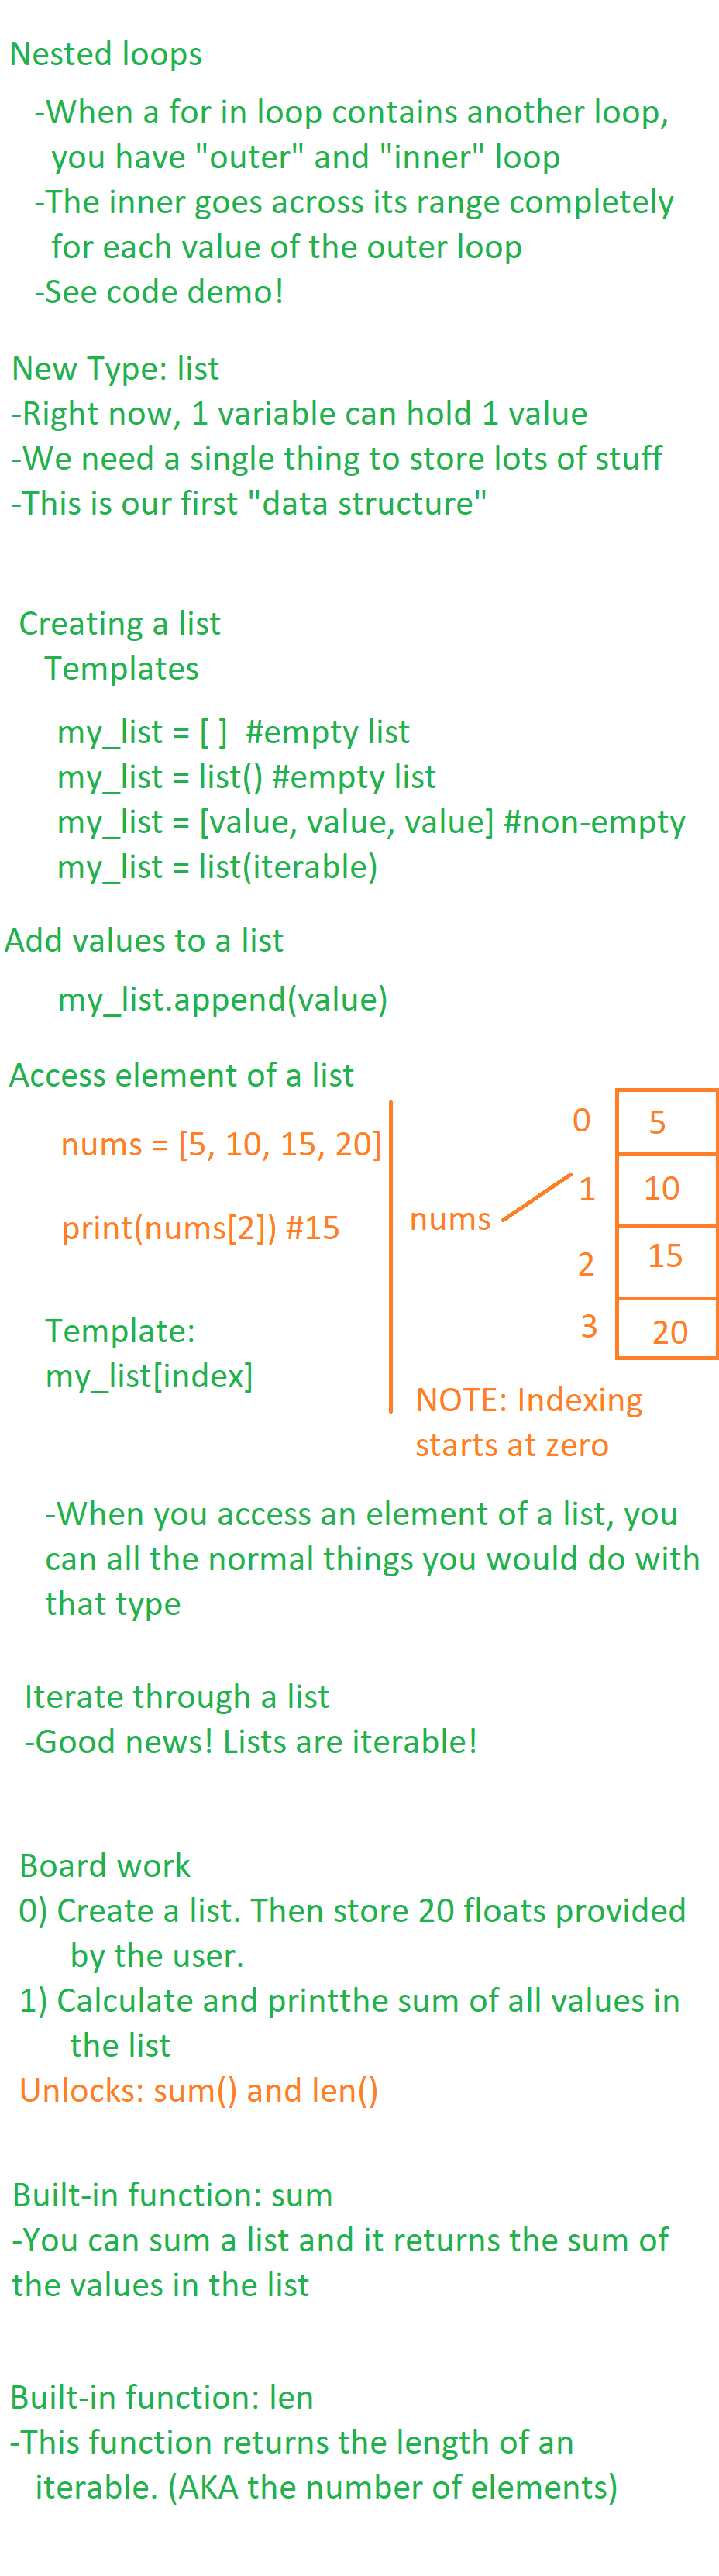 Nested loops
-When a for in loop contains another loop,
you have "outer" and "inner" loop
-The inner goes across its range completely
for each value of the outer loop
-See code demo!
New Type: list
-Right now, 1 variable can hold 1 value
-We need a single thing to store lots of stuff
-This is our first "data structure"
Creating a list
Templates
my_list = [ ]  #empty list
my_list = list() #empty list
my_list = [value, value, value] #non-empty
my_list = list(iterable)
Add values to a list
my_list.append(value)
Access element of a list
nums = [5, 10, 15, 20]
print(nums[2]) #15
Template:
my_list[index]
nums
0 5
1 10
2 15
3 20
NOTE: Indexing
starts at zero
-When you access an element of a list, you
can all the normal things you would do with
that type
Iterate through a list
-Good news! Lists are iterable!
Board work
0) Create a list. Then store 20 floats provided
by the user.
1) Calculate and printthe sum of all values in
the list
Unlocks: sum() and len()
Built-in function: sum
-You can sum a list and it returns the sum of
the values in the list
Built-in function: len
-This function returns the length of an
iterable. (AKA the number of elements)